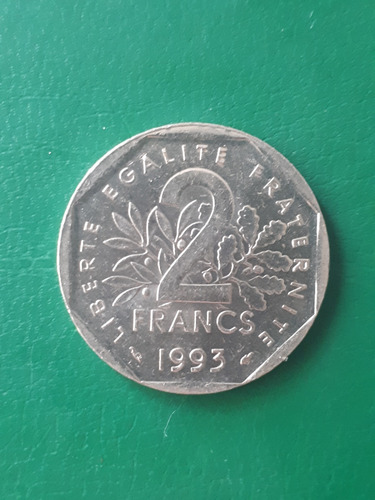 LIBERTE EGALITE FRATERNITE
2
FRANCS
1993